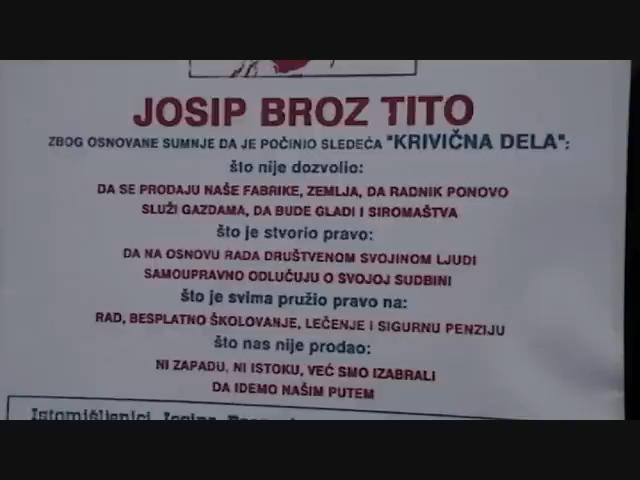 JOSIP BROZ TITO
ZBOG OSNOVANE SUMNJE DA JE POČINIO SLEDEĆA "KRIVIČNA DELA":
što nije dozvolio:
DA SE PRODAJU NAŠE FABRIKE, ZEMLJA, DA RADNIK PONOVO
SLUŽI GAZDAMA, DA BUDE GLADI I SIROMAŠTVA
što je stvorio pravo:
DA NA OSNOVU RADA DRUŠTVENOM SVOJINOM LJUDI
SAMOUPRAVNO ODLUČUJU O SVOJOJ SUDBINI
što je svima pružio pravo na:
RAD, BESPLATNO ŠKOLOVANJE, LEČENJE I SIGURNU PENZIJU
što nas nije prodao:
NI ZAPADU, NI ISTOKU, VEĆ SMO IZABRALI
DA IDEMO NAŠIM PUTEM
Istomišljenici Josipa